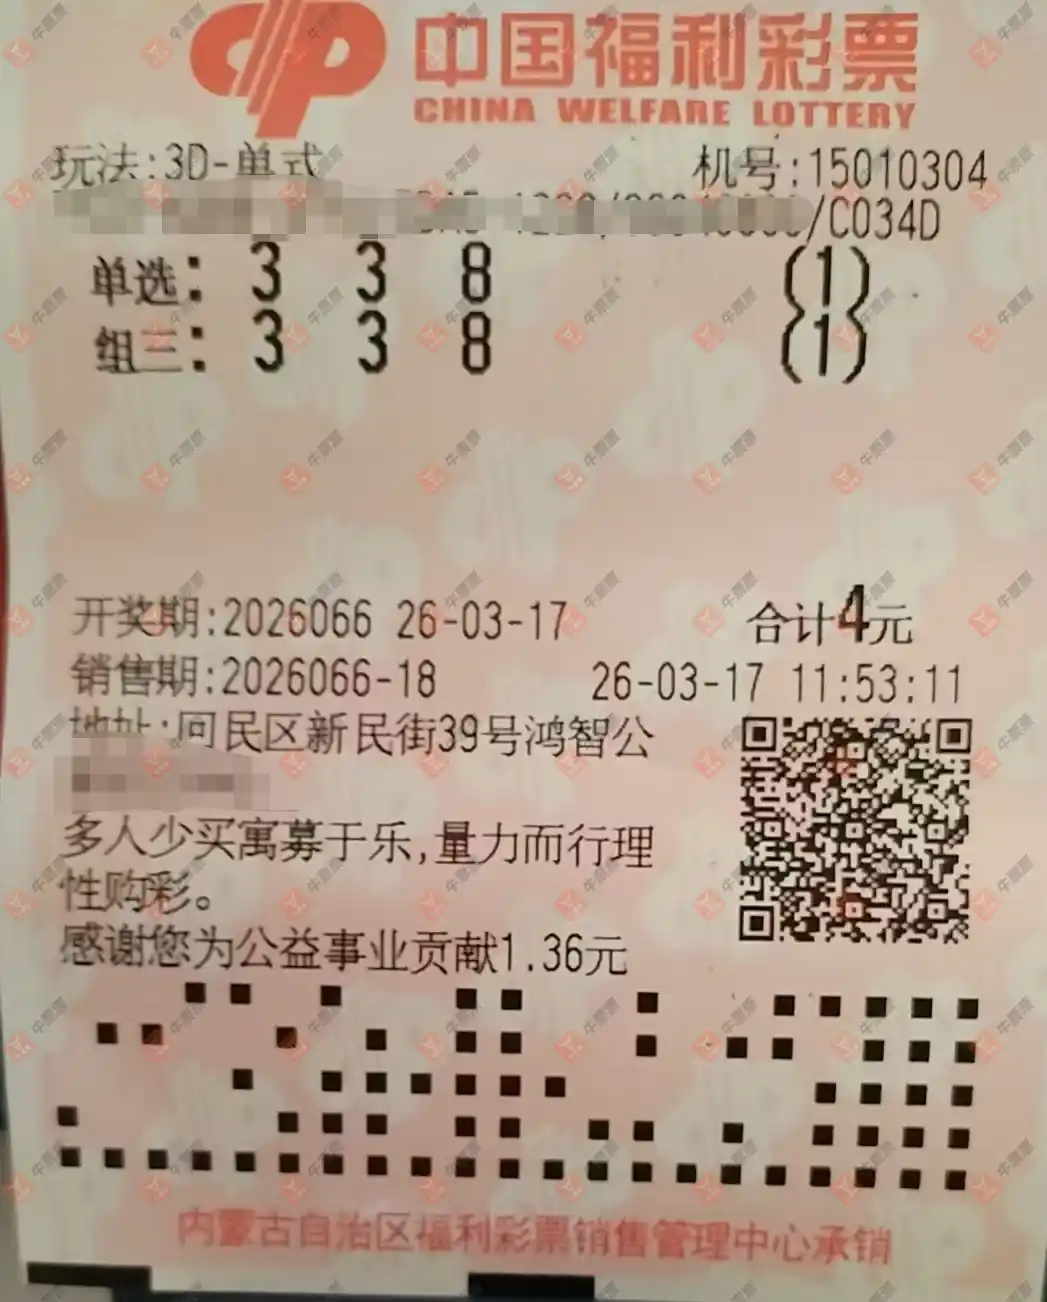 中国福利彩票
CHINA WELFARE LOTTERY
玩法:3D-单式 机号:15010304
/C034D
单选: 3 3 8 (1)
组三: 3 3 8 (1)
开奖期:2026066 26-03-17 合计4元
销售期:2026066-18 26-03-17 11:53:11
地址:回民区新民街39号鸿智公
多人少买寓募于乐,量力而行理
性购彩。
感谢您为公益事业贡献1.36元
内蒙古自治区福利彩票销售管理中心承销